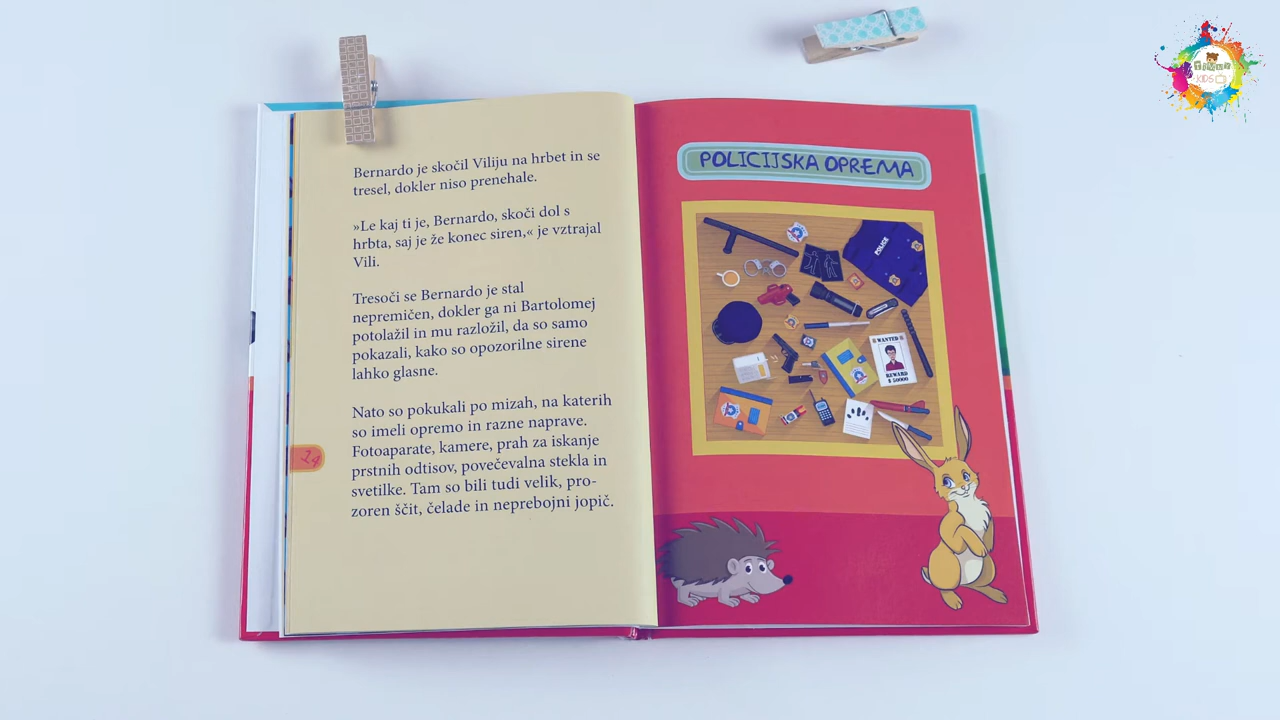 Bernardo je skočil Viliju na hrbet in se
tresel, dokler niso prenehale.
»Le kaj ti je, Bernardo, skoči dol s
hrbta, saj je že konec siren,« je vztrajal
Vili.
Tresoči se Bernardo je stal
nepremičen, dokler ga ni Bartolomej
potolažil in mu razložil, da so samo
pokazali, kako so opozorilne sirene
lahko glasne.
Nato so pokukali po mizah, na katerih
so imeli opremo in razne naprave.
Fotoaparate, kamere, prah za iskanje
prstnih odtisov, povečevalna stekla in
svetilke. Tam so bili tudi velik, pro-
zoren ščit, čelade in neprebojni jopič.
24
POLICIJSKA OPREMA
POLICE
WANTED
REWARD
$ 50000
TIMUR
KIDS